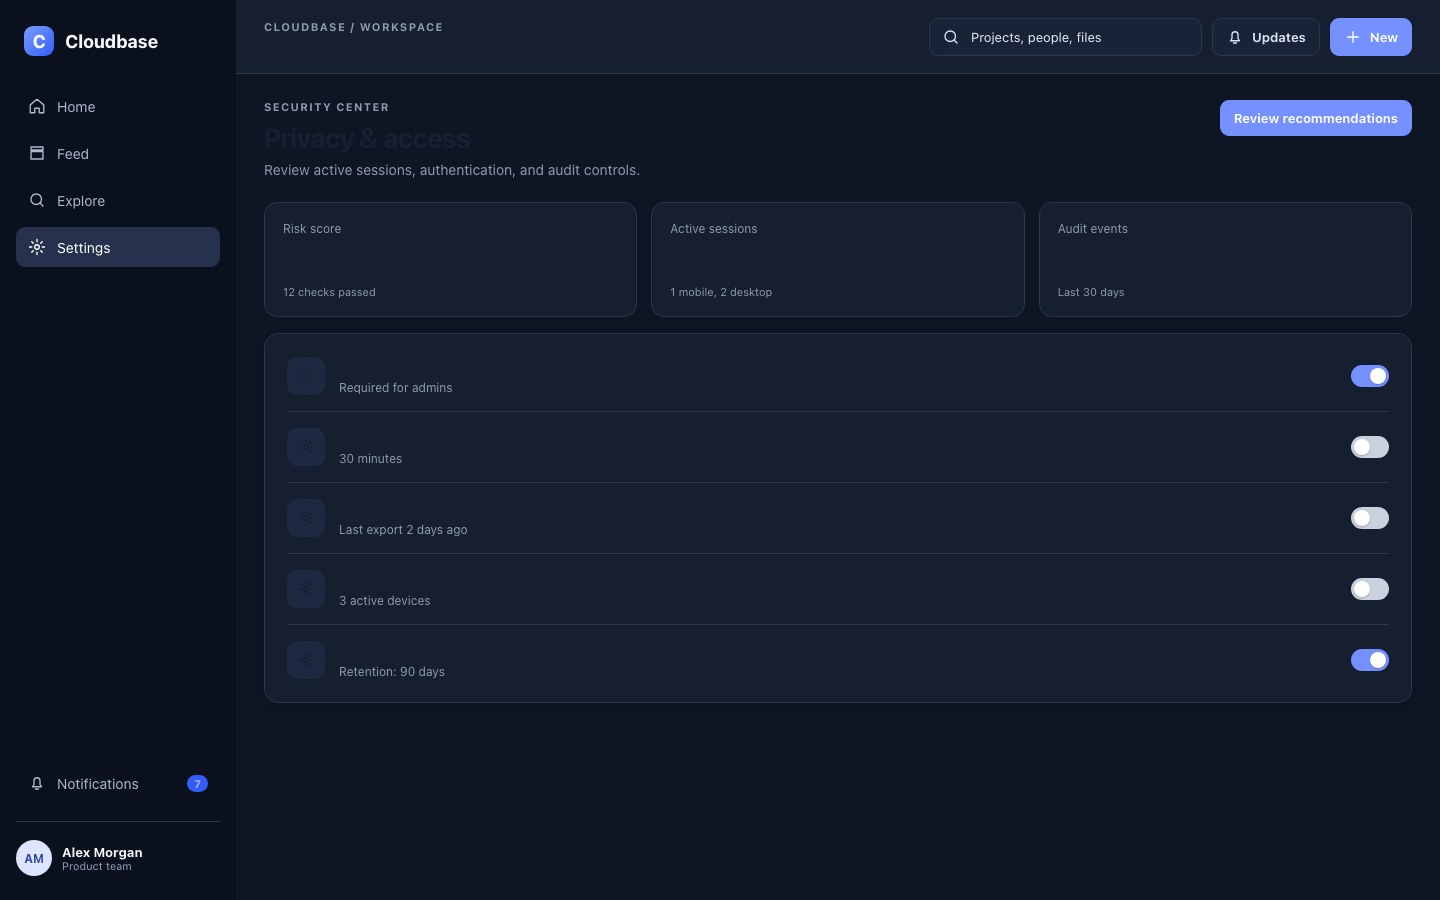 C Cloudbase
Home
Feed
Explore
Settings
Notifications 7
AM
Alex Morgan
Product team
CLOUDBASE / WORKSPACE
Projects, people, files
Updates
New
SECURITY CENTER
Privacy & access
Review active sessions, authentication, and audit controls.
Review recommendations
Risk score
12 checks passed
Active sessions
1 mobile, 2 desktop
Audit events
Last 30 days
Required for admins
30 minutes
Last export 2 days ago
3 active devices
Retention: 90 days